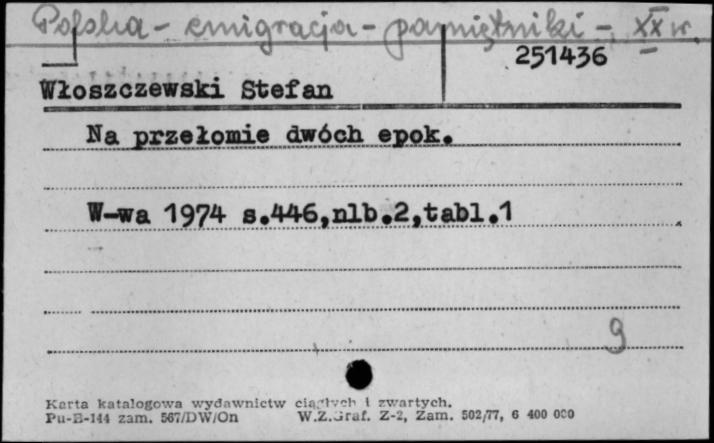 Polska - emigracja - pamiętniki - XX w.
251436
Włoszczewski Stefan
Na przełomie dwóch epok.
W-wa 1974 s.446,nlb.2,tabl.1
9
Karta katalogowa wydawnictw ciągłych i zwartych.
Pu-B-144 zam. 567/DW/On W.Z.Graf. Z-2, Zam. 502/77, 6 400 000